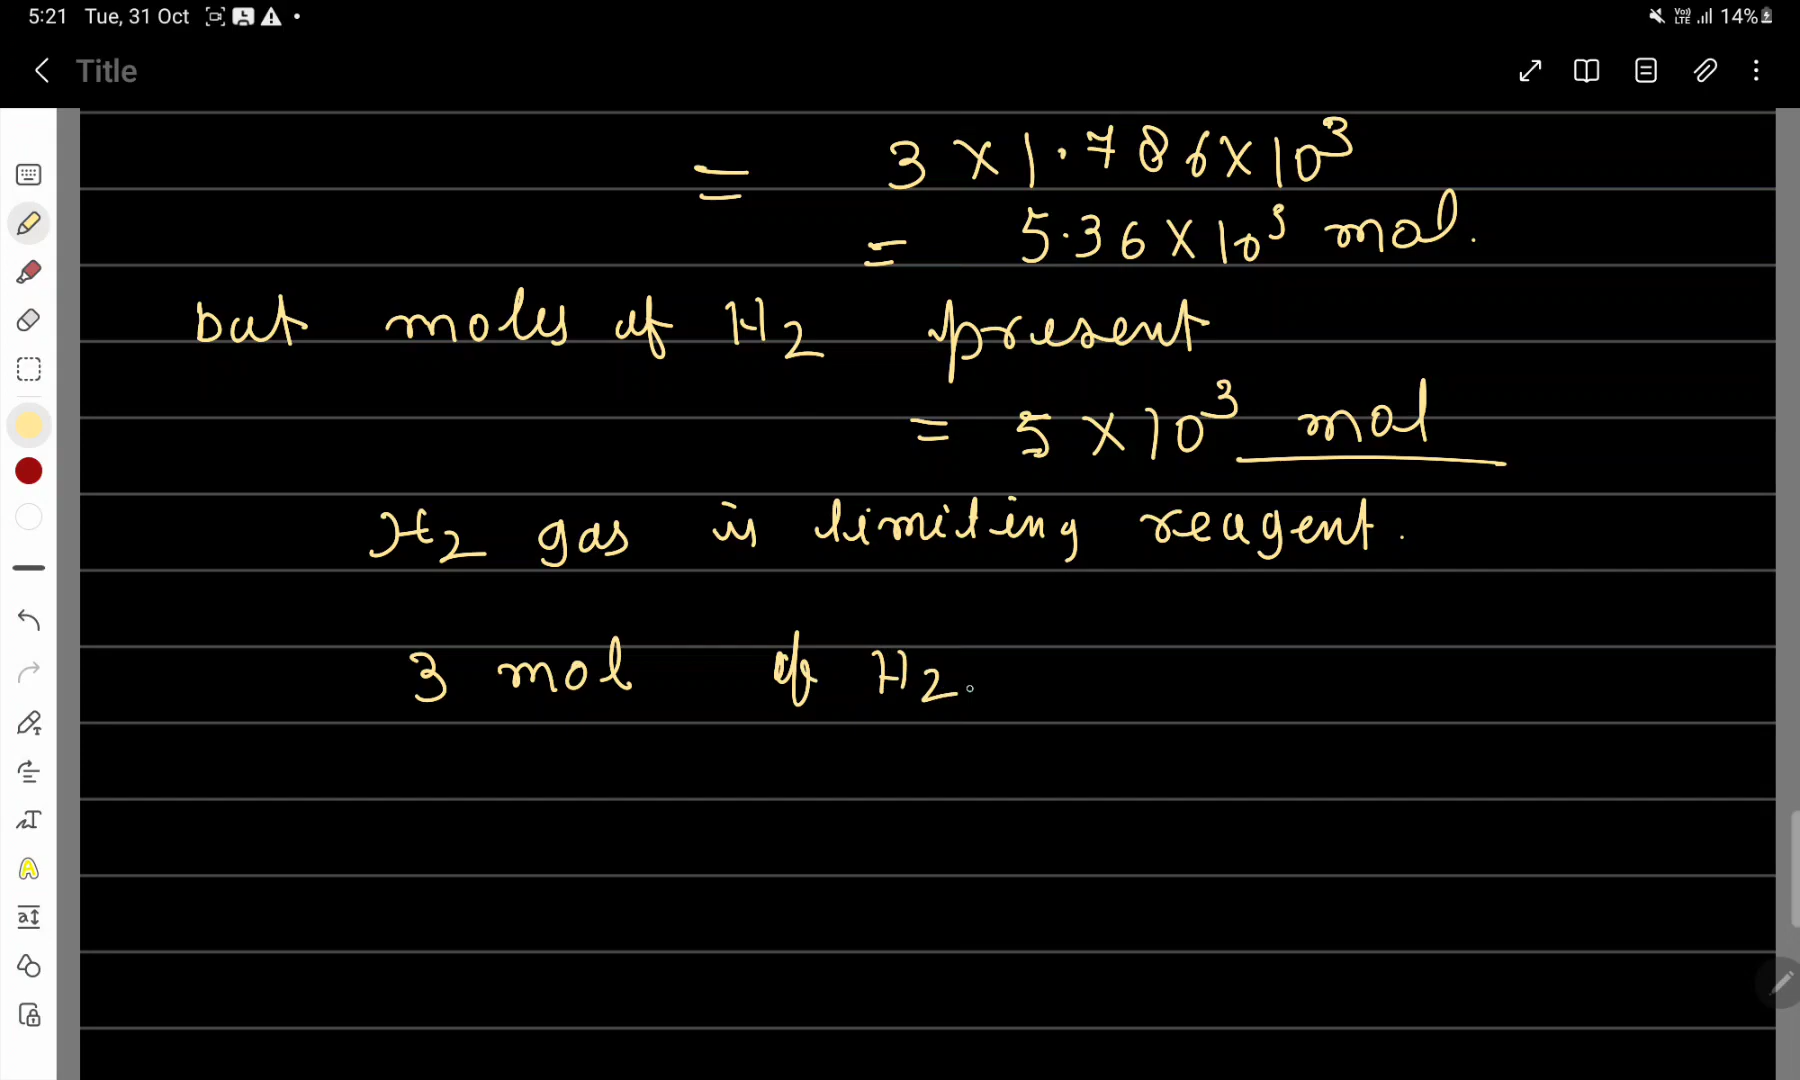 5:21 Tue, 31 Oct 14%
Title
= 3 × 1.786 × 10³
= 5.36 × 10³ mol.
but moles of H₂ present
= 5 × 10³ mol
H₂ gas is limiting reagent.
3 mol of H₂.